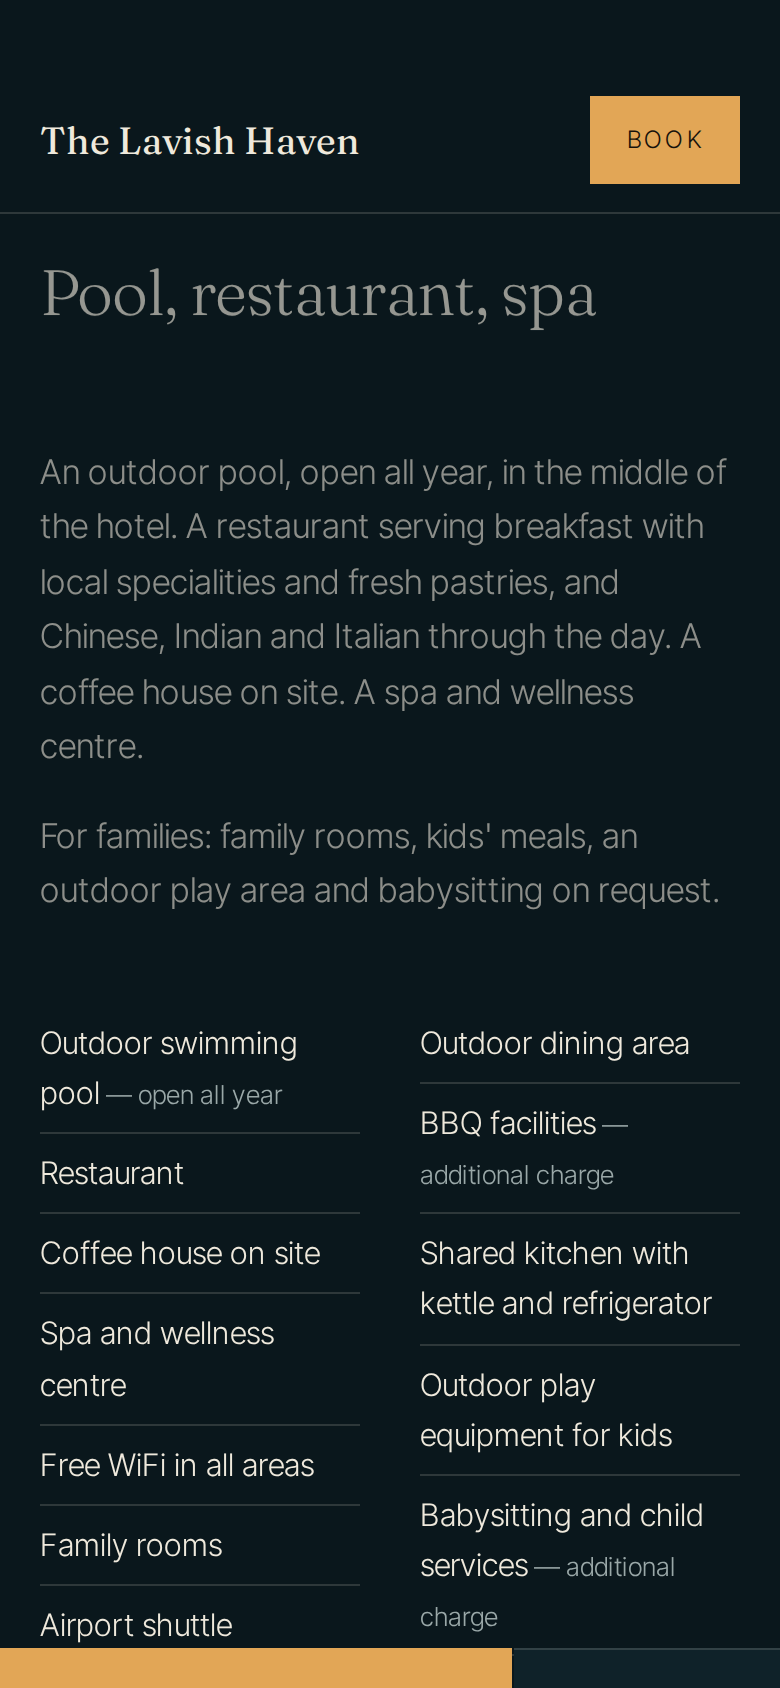 The Lavish Haven
BOOK
Pool, restaurant, spa
An outdoor pool, open all year, in the middle of
the hotel. A restaurant serving breakfast with
local specialities and fresh pastries, and
Chinese, Indian and Italian through the day. A
coffee house on site. A spa and wellness
centre.
For families: family rooms, kids' meals, an
outdoor play area and babysitting on request.
Outdoor swimming
pool — open all year
Restaurant
Coffee house on site
Spa and wellness
centre
Free WiFi in all areas
Family rooms
Airport shuttle
Outdoor dining area
BBQ facilities —
additional charge
Shared kitchen with
kettle and refrigerator
Outdoor play
equipment for kids
Babysitting and child
services — additional
charge